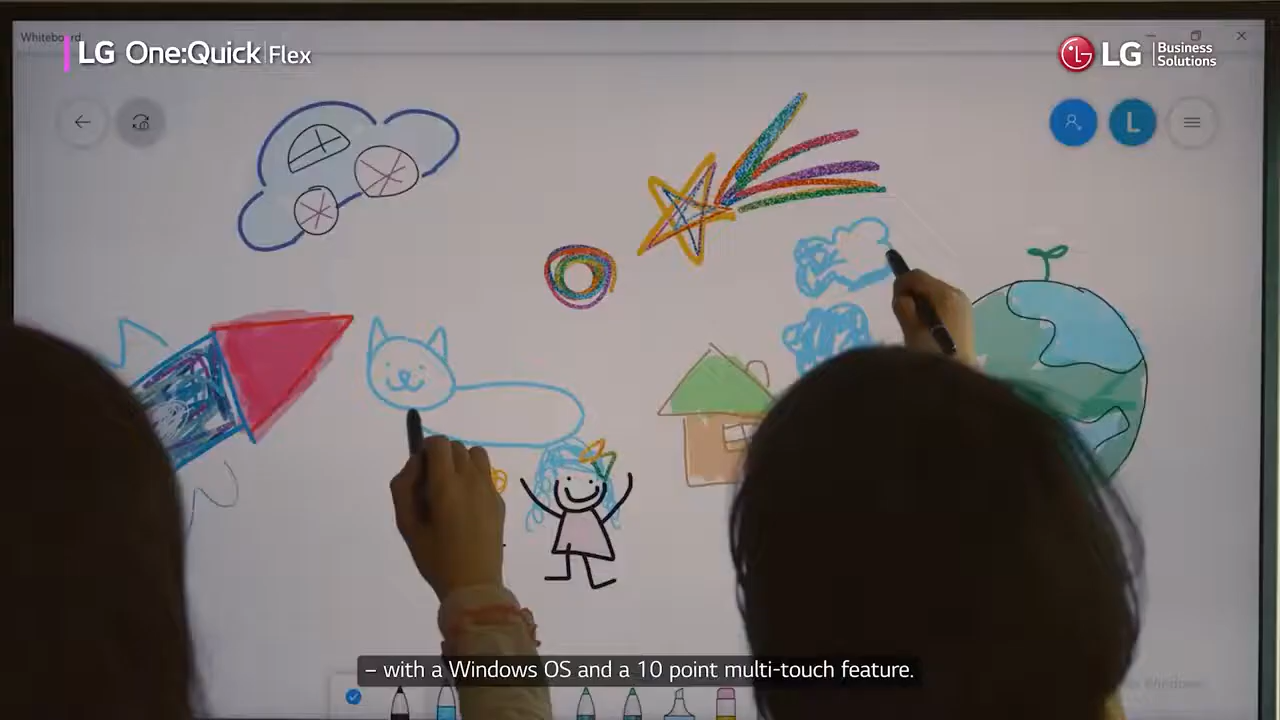 Whiteboard
LG One:Quick | Flex
LG Business Solutions
L
– with a Windows OS and a 10 point multi-touch feature.